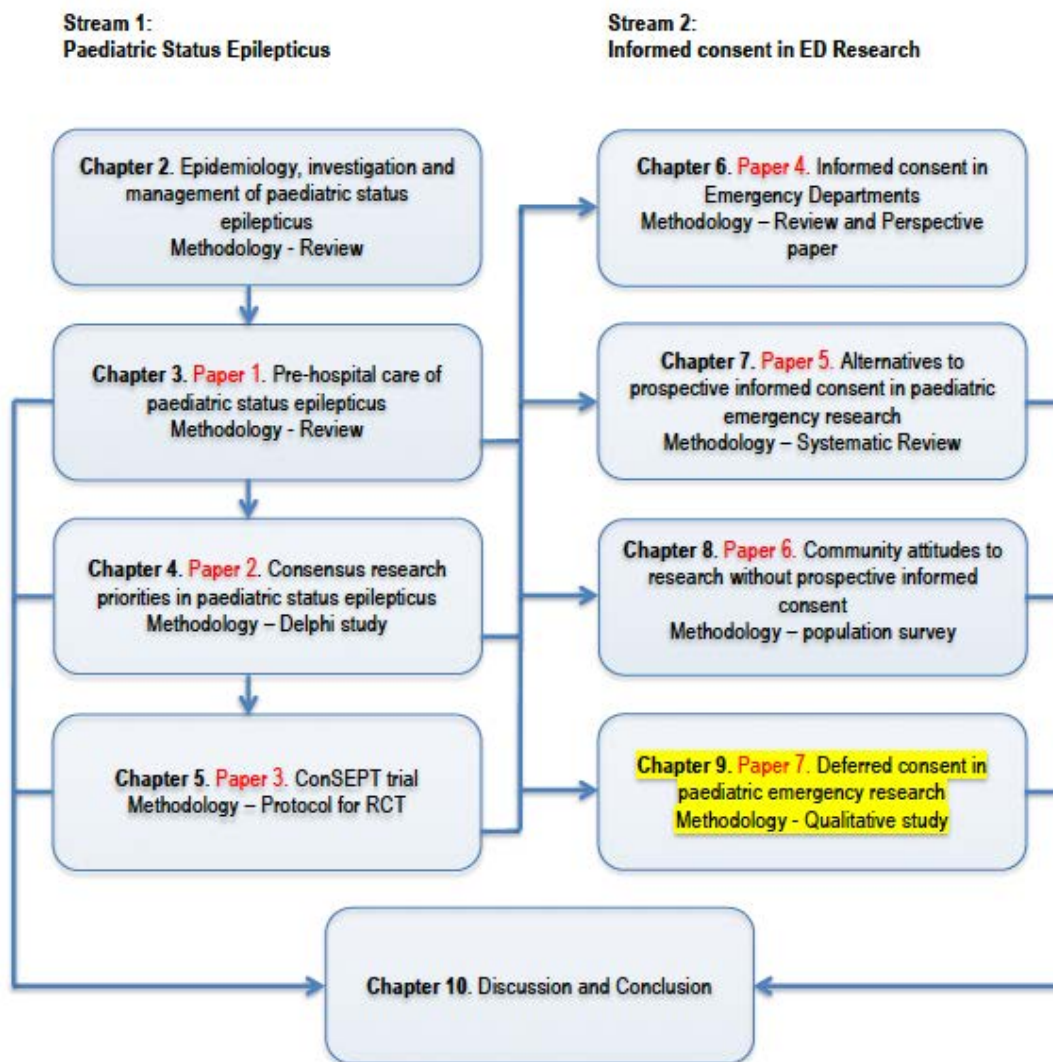 Stream 1:
Paediatric Status Epilepticus
Stream 2:
Informed consent in ED Research
Chapter 2. Epidemiology, investigation and
management of paediatric status
epilepticus
Methodology - Review
Chapter 3. Paper 1. Pre-hospital care of
paediatric status epilepticus
Methodology - Review
Chapter 4. Paper 2. Consensus research
priorities in paediatric status epilepticus
Methodology – Delphi study
Chapter 5. Paper 3. ConSEPT trial
Methodology – Protocol for RCT
Chapter 6. Paper 4. Informed consent in
Emergency Departments
Methodology – Review and Perspective
paper
Chapter 7. Paper 5. Alternatives to
prospective informed consent in paediatric
emergency research
Methodology – Systematic Review
Chapter 8. Paper 6. Community attitudes to
research without prospective informed
consent
Methodology – population survey
Chapter 9. Paper 7. Deferred consent in
paediatric emergency research
Methodology - Qualitative study
Chapter 10. Discussion and Conclusion